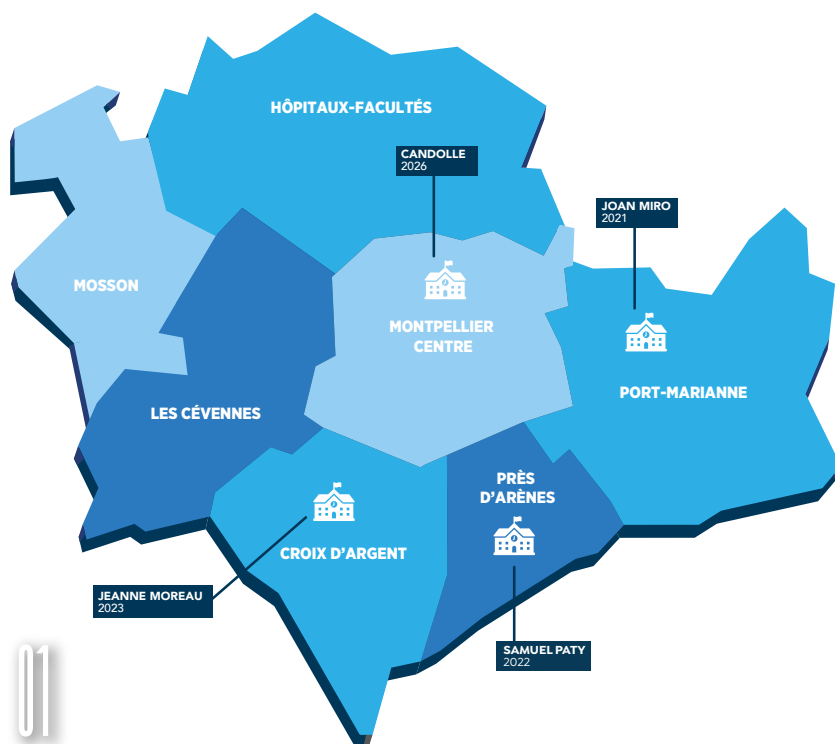 HÔPITAUX-FACULTÉS
CANDOLLE
2026
JOAN MIRO
2021
MOSSON
MONTPELLIER
CENTRE
PORT-MARIANNE
LES CÉVENNES
PRÈS
D'ARÈNES
CROIX D'ARGENT
JEANNE MOREAU
2023
SAMUEL PATY
2022
01